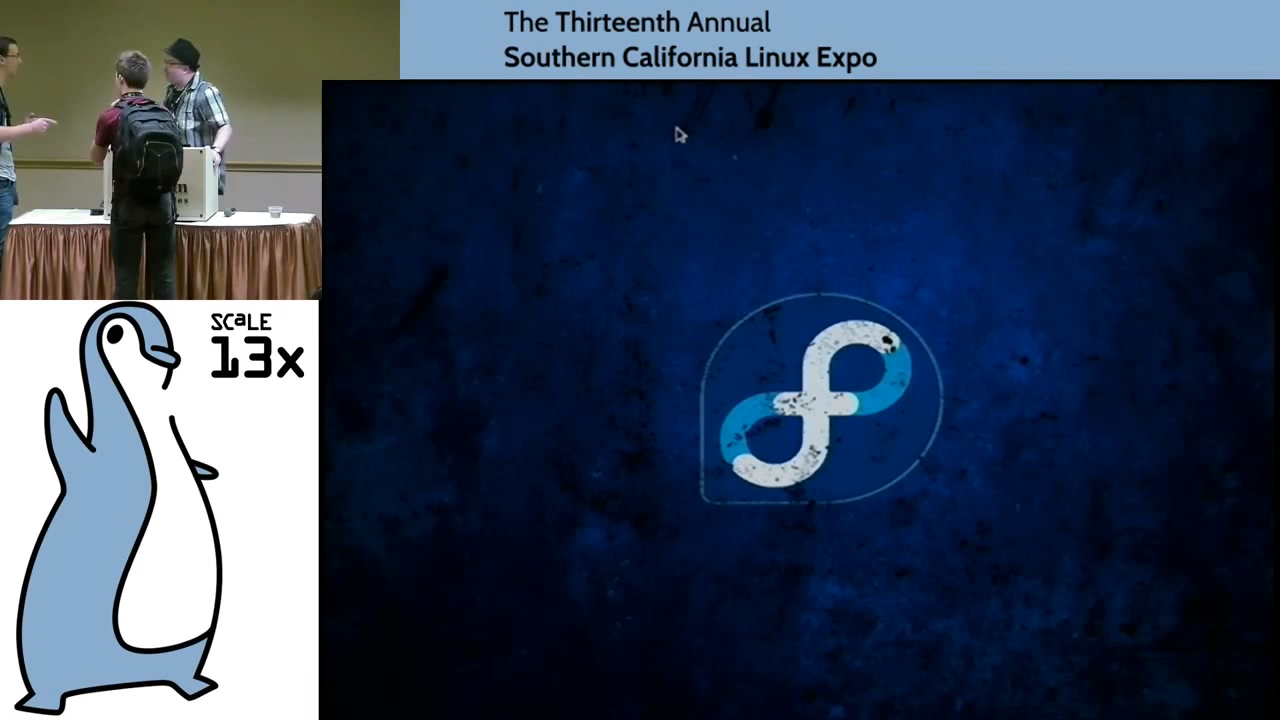 The Thirteenth Annual
Southern California Linux Expo
SCaLE
13x